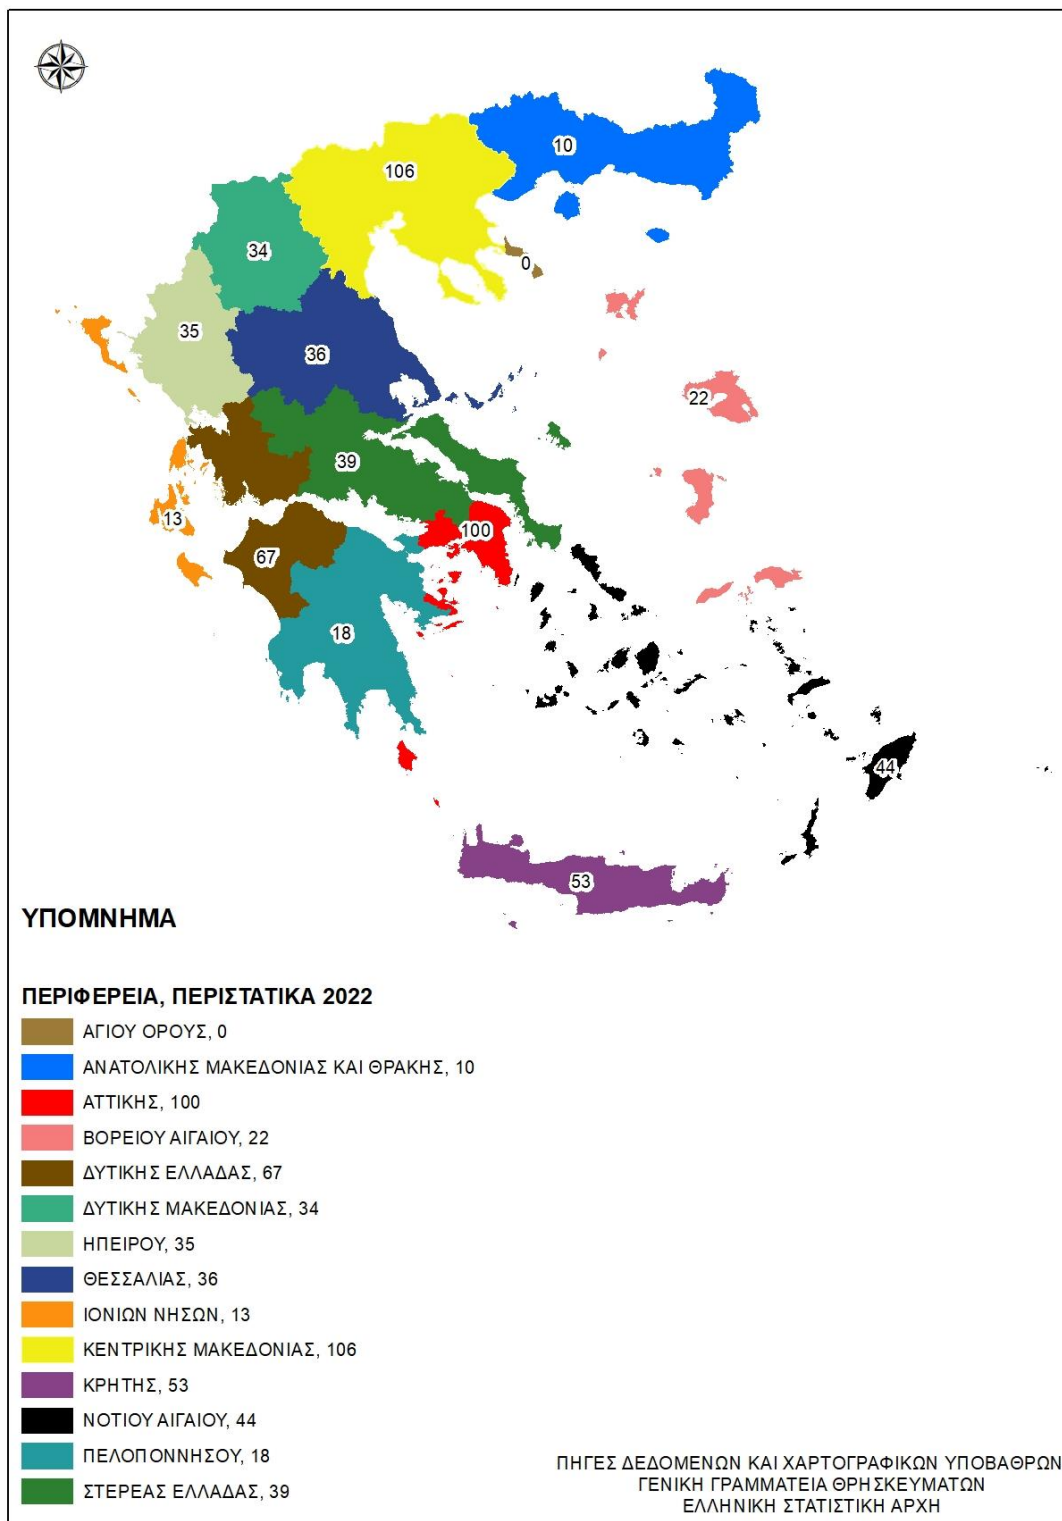 10
106
0
34
35
36
22
39
13
100
67
18
44
53
ΥΠΟΜΝΗΜΑ
ΠΕΡΙΦΕΡΕΙΑ, ΠΕΡΙΣΤΑΤΙΚΑ 2022
ΑΓΙΟΥ ΟΡΟΥΣ, 0
ΑΝΑΤΟΛΙΚΗΣ ΜΑΚΕΔΟΝΙΑΣ ΚΑΙ ΘΡΑΚΗΣ, 10
ΑΤΤΙΚΗΣ, 100
ΒΟΡΕΙΟΥ ΑΙΓΑΙΟΥ, 22
ΔΥΤΙΚΗΣ ΕΛΛΑΔΑΣ, 67
ΔΥΤΙΚΗΣ ΜΑΚΕΔΟΝΙΑΣ, 34
ΗΠΕΙΡΟΥ, 35
ΘΕΣΣΑΛΙΑΣ, 36
ΙΟΝΙΩΝ ΝΗΣΩΝ, 13
ΚΕΝΤΡΙΚΗΣ ΜΑΚΕΔΟΝΙΑΣ, 106
ΚΡΗΤΗΣ, 53
ΝΟΤΙΟΥ ΑΙΓΑΙΟΥ, 44
ΠΕΛΟΠΟΝΝΗΣΟΥ, 18
ΣΤΕΡΕΑΣ ΕΛΛΑΔΑΣ, 39
ΠΗΓΕΣ ΔΕΔΟΜΕΝΩΝ ΚΑΙ ΧΑΡΤΟΓΡΑΦΙΚΩΝ ΥΠΟΒΑΘΡΩΝ
ΓΕΝΙΚΗ ΓΡΑΜΜΑΤΕΙΑ ΘΡΗΣΚΕΥΜΑΤΩΝ
ΕΛΛΗΝΙΚΗ ΣΤΑΤΙΣΤΙΚΗ ΑΡΧΗ